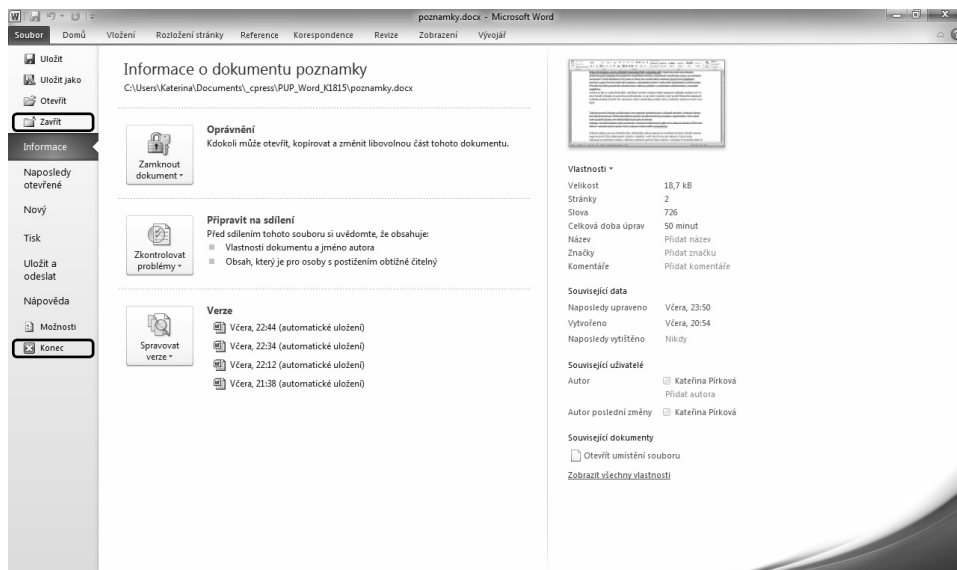 poznamky.docx - Microsoft Word
Soubor Domů Vložení Rozložení stránky Reference Korespondence Revize Zobrazení Vývojář
Uložit
Uložit jako
Otevřít
Zavřít
Informace
Naposledy
otevřené
Nový
Tisk
Uložit a
odeslat
Nápověda
Možnosti
Konec
Informace o dokumentu poznamky
C:\Users\Katerina\Documents\_cpress\PUP_Word_K1815\poznamky.docx
Zamknout
dokument
Oprávnění
Kdokoli může otevřít, kopírovat a změnit libovolnou část tohoto dokumentu.
Zkontrolovat
problémy
Připravit na sdílení
Před sdílením tohoto souboru si uvědomte, že obsahuje:
Vlastnosti dokumentu a jméno autora
Obsah, který je pro osoby s postižením obtížně čitelný
Spravovat
verze
Verze
Včera, 22:44 (automatické uložení)
Včera, 22:34 (automatické uložení)
Včera, 22:12 (automatické uložení)
Včera, 21:38 (automatické uložení)
Vlastnosti
Velikost 18,7 kB
Stránky 2
Slova 726
Celková doba úprav 50 minut
Název Přidat název
Značky Přidat značku
Komentáře Přidat komentáře
Související data
Naposledy upraveno Včera, 23:50
Vytvořeno Včera, 20:54
Naposledy vytištěno Nikdy
Související uživatelé
Autor Kateřina Pírková
Přidat autora
Autor poslední změny Kateřina Pírková
Související dokumenty
Otevřít umístění souboru
Zobrazit všechny vlastnosti